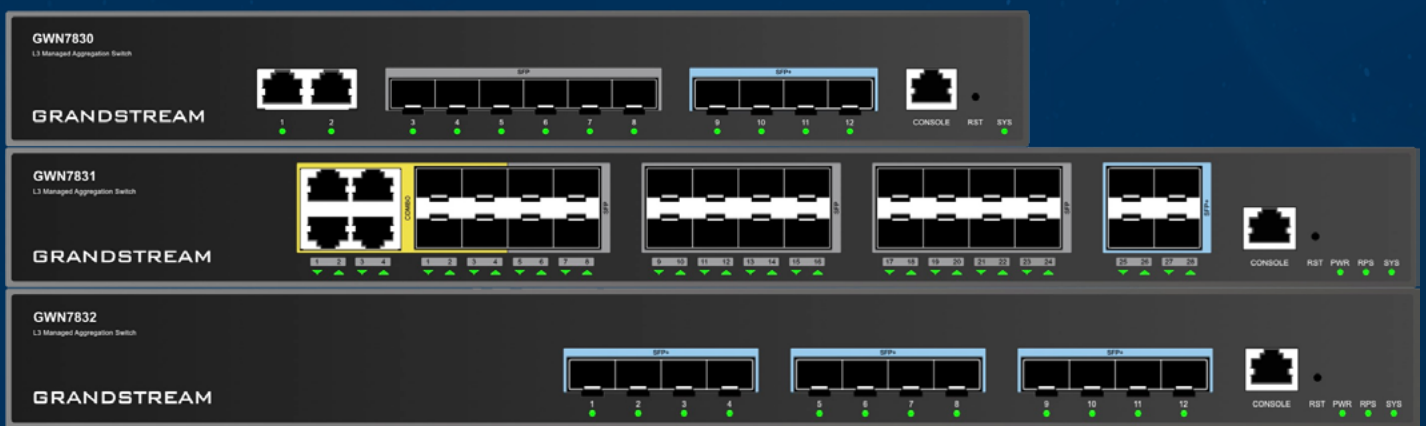 GWN7830
L3 Managed Aggregation Switch
GRANDSTREAM
SFP
SFP+
1 2 3 4 5 6 7 8 9 10 11 12
CONSOLE RST SYS
GWN7831
L3 Managed Aggregation Switch
GRANDSTREAM
COMBO
SFP
SFP
SFP
SFP+
1 2 3 4 1 2 3 4 5 6 7 8 9 10 11 12 13 14 15 16 17 18 19 20 21 22 23 24 25 26 27 28
CONSOLE RST PWR RPS SYS
GWN7832
L3 Managed Aggregation Switch
GRANDSTREAM
SFP+
SFP+
SFP+
1 2 3 4 5 6 7 8 9 10 11 12
CONSOLE RST PWR RPS SYS